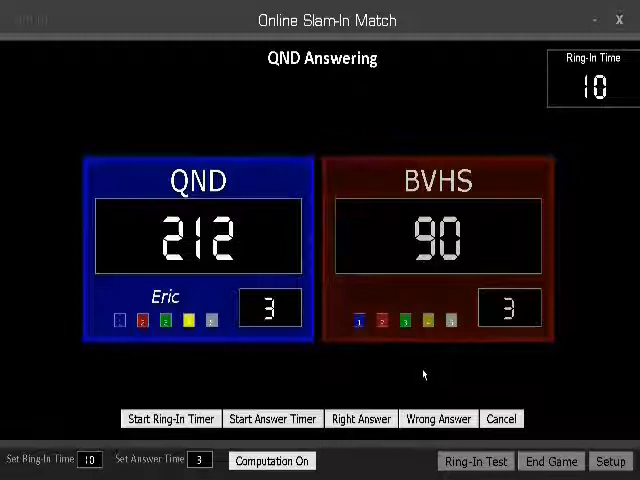 Online Slam-In Match
- X
QND Answering
Ring-In Time
10
QND
BVHS
212
90
Eric
3
3
1 2 3 4 5
1 2 3 4 5
Start Ring-In Timer
Start Answer Timer
Right Answer
Wrong Answer
Cancel
Set Ring-In Time 10
Set Answer Time 3
Computation On
Ring-In Test
End Game
Setup